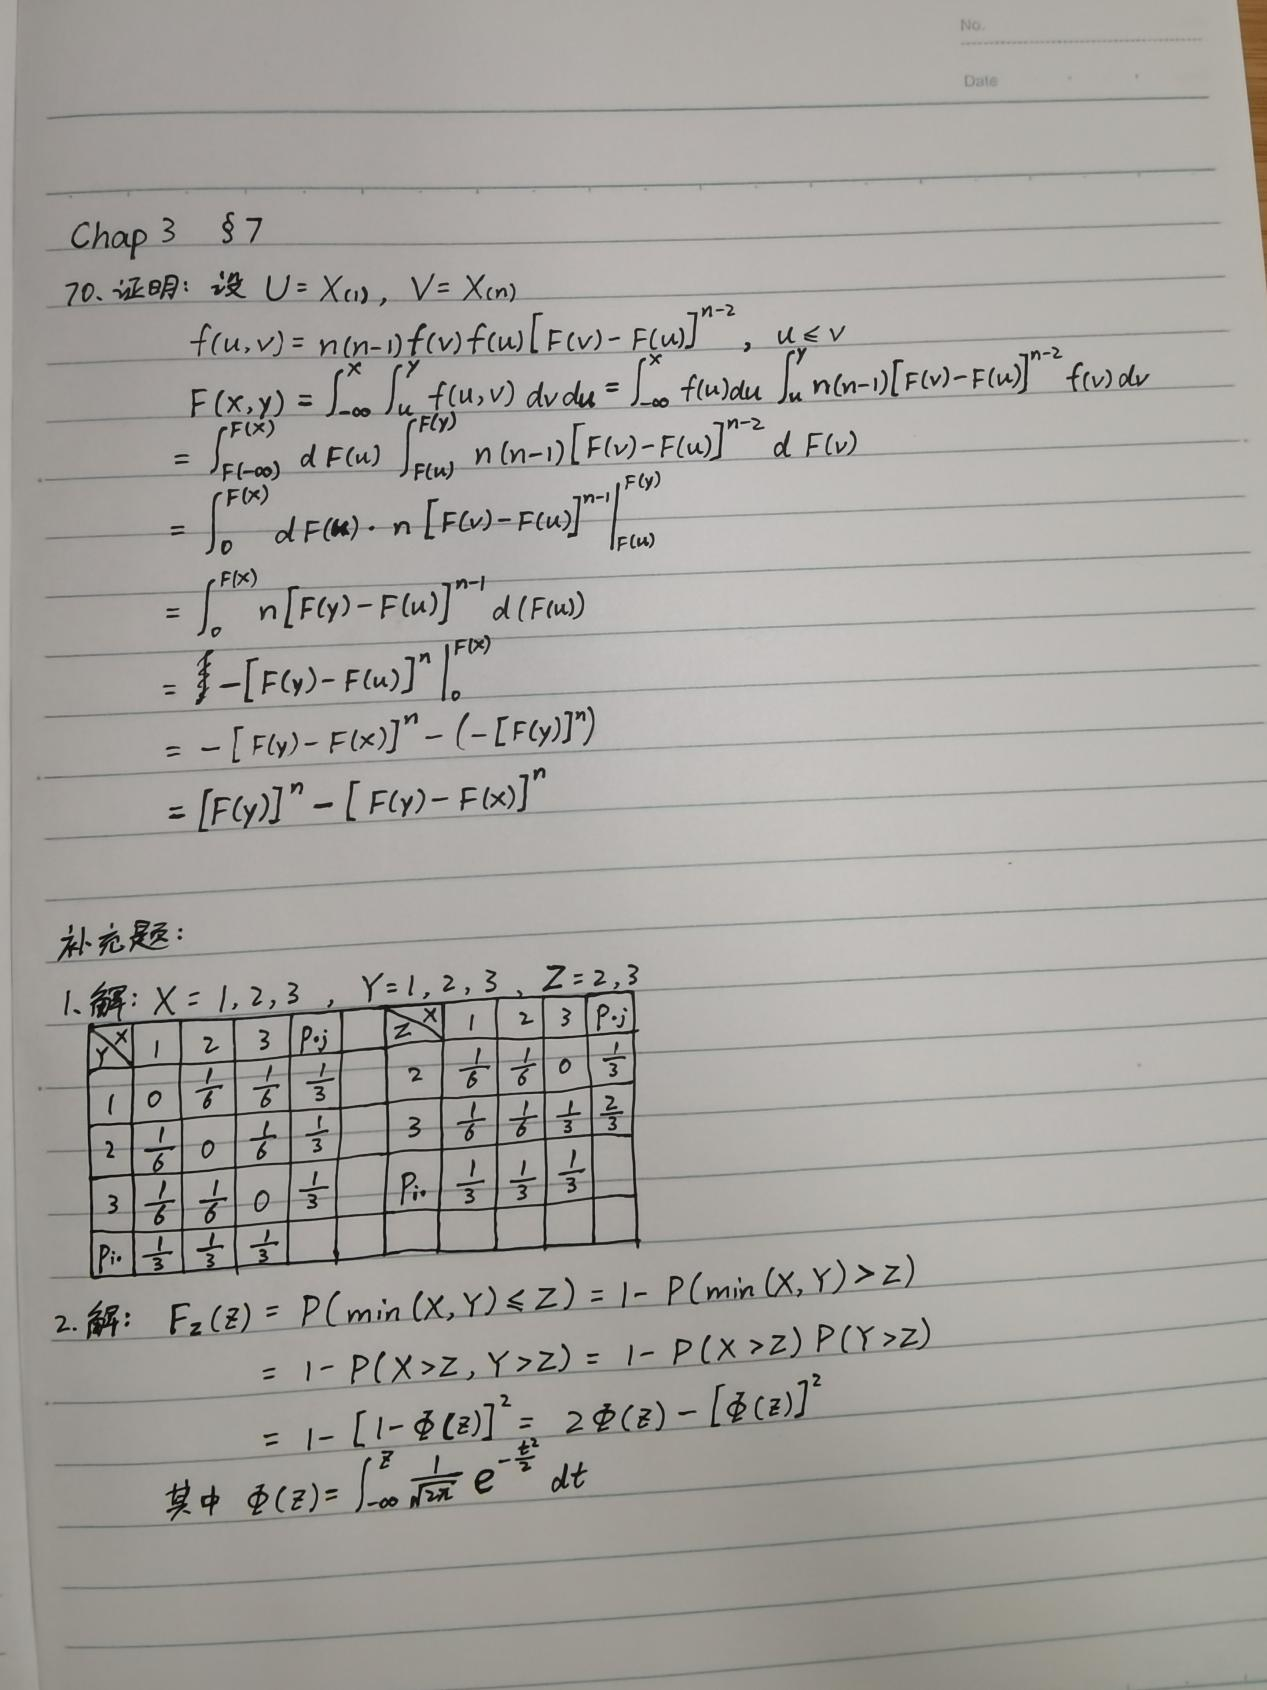 No.
Date
Chap 3 §7
70、证明: 设 U = X₍₁₎, V = X₍ₙ₎
f(u,v) = n(n-1)f(v)f(u)[F(v)-F(u)]^{n-2}, u≤v
F(x,y) = ∫_{-∞}^{x} ∫_{u}^{y} f(u,v) dv du = ∫_{-∞}^{x} f(u)du ∫_{u}^{y} n(n-1)[F(v)-F(u)]^{n-2} f(v)dv
= ∫_{F(-∞)}^{F(x)} dF(u) ∫_{F(u)}^{F(y)} n(n-1)[F(v)-F(u)]^{n-2} d F(v)
= ∫_{0}^{F(x)} dF(u)· n[F(v)-F(u)]^{n-1} |_{F(u)}^{F(y)}
= ∫_{0}^{F(x)} n[F(y)-F(u)]^{n-1} d(F(u))
= -[F(y)-F(u)]^{n} |_{0}^{F(x)}
= -[F(y)-F(x)]^{n} - (-[F(y)]^{n})
= [F(y)]^{n} - [F(y)-F(x)]^{n}
补充题:
1、解: X = 1,2,3, Y=1,2,3, Z=2,3
Y X 1 2 3 P·j
1 0 1/6 1/6 1/3
2 1/6 0 1/6 1/3
3 1/6 1/6 0 1/3
Pi· 1/3 1/3 1/3
Z X 1 2 3 P·j
2 1/6 1/6 0 1/3
3 1/6 1/6 1/3 2/3
Pi· 1/3 1/3 1/3
2.解: F_Z(z) = P(min(X,Y)≤Z) = 1-P(min(X,Y)>Z)
= 1-P(X>Z, Y>Z) = 1-P(X>Z)P(Y>Z)
= 1-[1-Φ(z)]² = 2Φ(z)-[Φ(z)]²
其中 Φ(z)=∫_{-∞}^{z} 1/√2π e^{-t²/2} dt